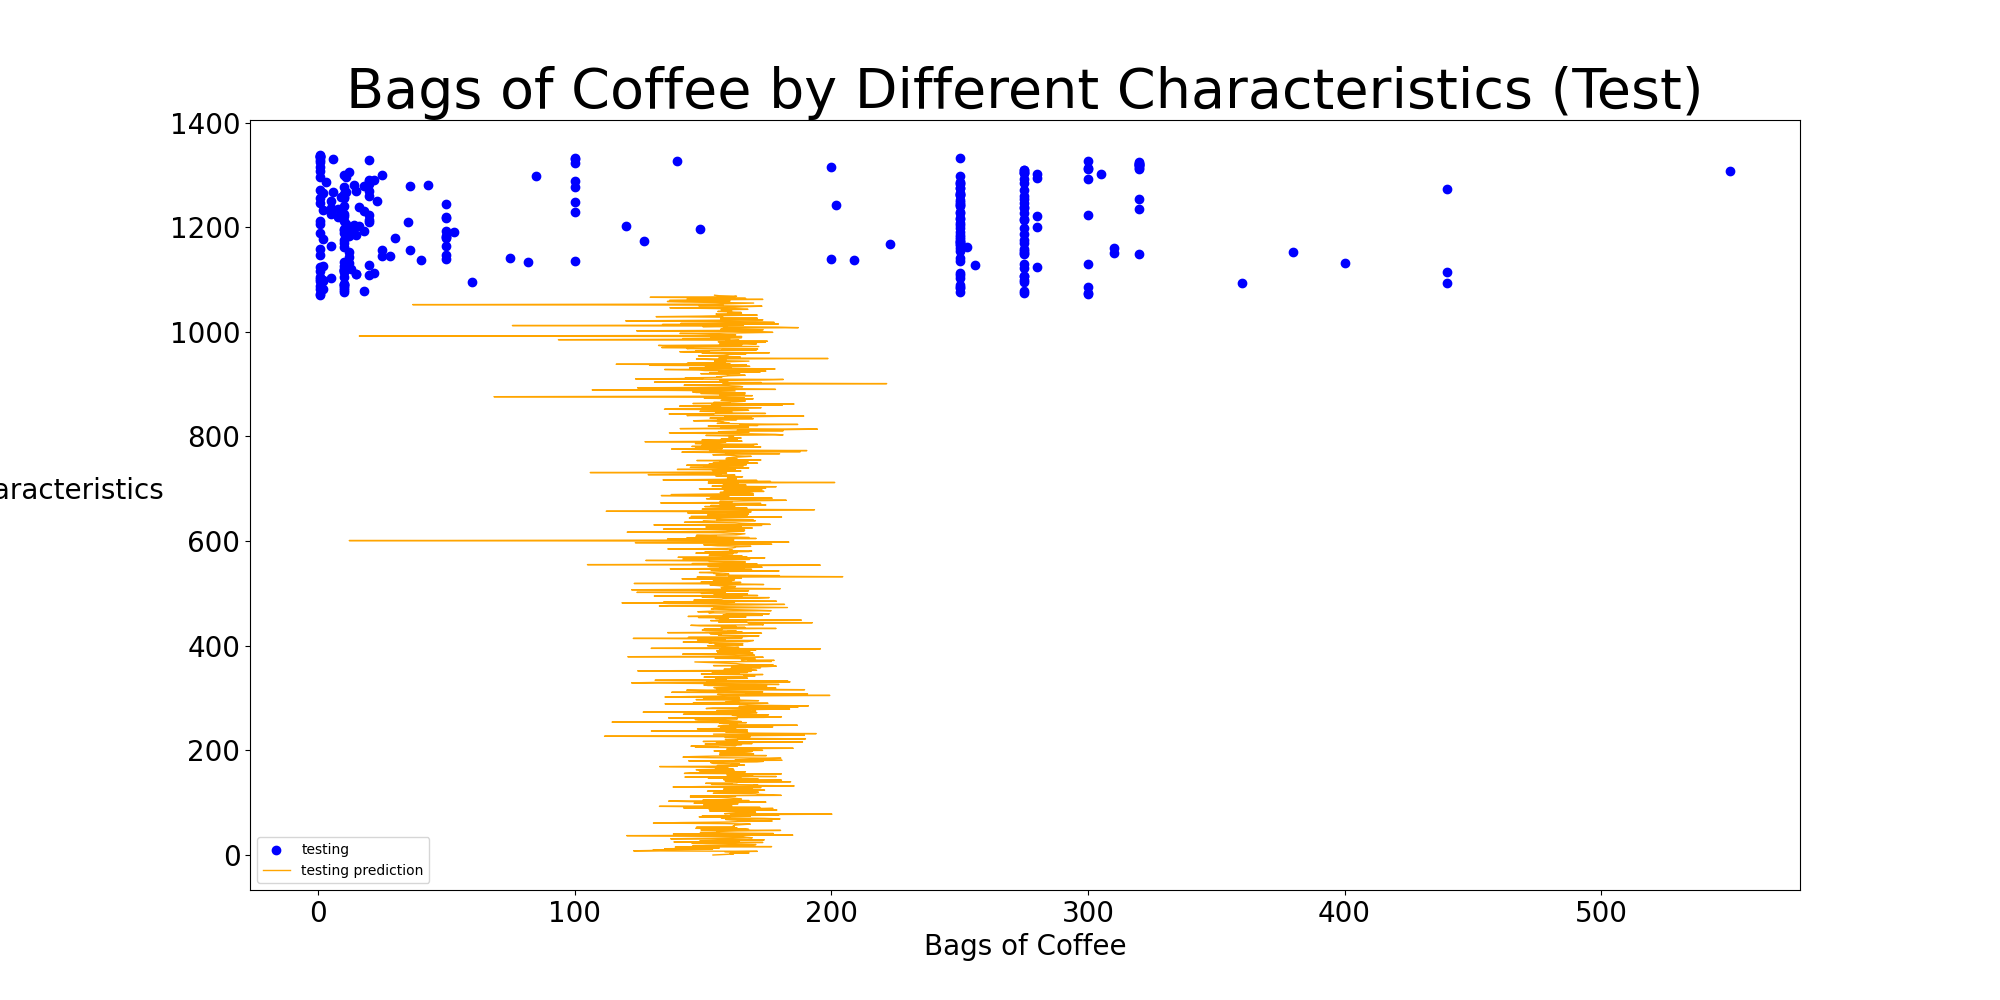 Bags of Coffee by Different Characteristics (Test)
1400
1200
1000
800
600
400
200
0
aracteristics
testing
testing prediction
0 100 200 300 400 500
Bags of Coffee